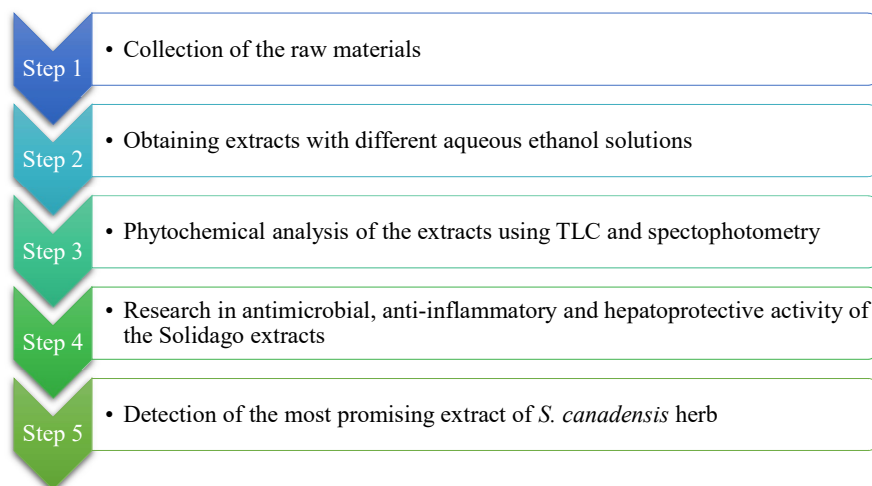 Step 1
• Collection of the raw materials
Step 2
• Obtaining extracts with different aqueous ethanol solutions
Step 3
• Phytochemical analysis of the extracts using TLC and spectophotometry
Step 4
• Research in antimicrobial, anti-inflammatory and hepatoprotective activity of
the Solidago extracts
Step 5
• Detection of the most promising extract of S. canadensis herb